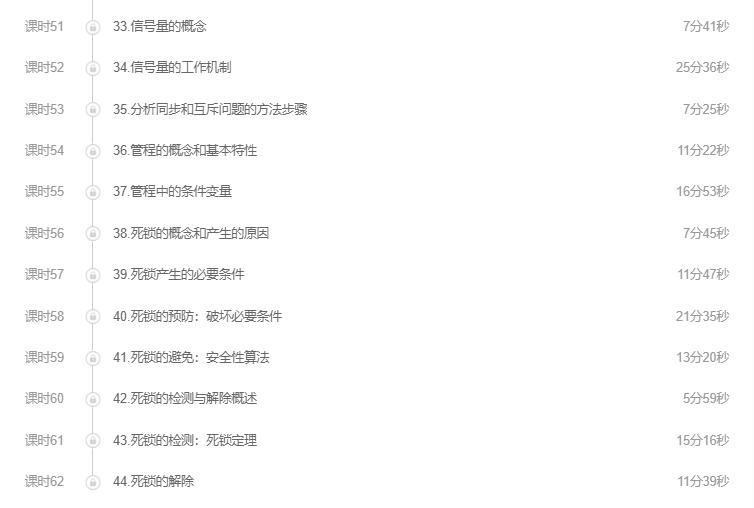 课时51 33.信号量的概念 7分41秒
课时52 34.信号量的工作机制 25分36秒
课时53 35.分析同步和互斥问题的方法步骤 7分25秒
课时54 36.管程的概念和基本特性 11分22秒
课时55 37.管程中的条件变量 16分53秒
课时56 38.死锁的概念和产生的原因 7分45秒
课时57 39.死锁产生的必要条件 11分47秒
课时58 40.死锁的预防：破坏必要条件 21分35秒
课时59 41.死锁的避免：安全性算法 13分20秒
课时60 42.死锁的检测与解除概述 5分59秒
课时61 43.死锁的检测：死锁定理 15分16秒
课时62 44.死锁的解除 11分39秒